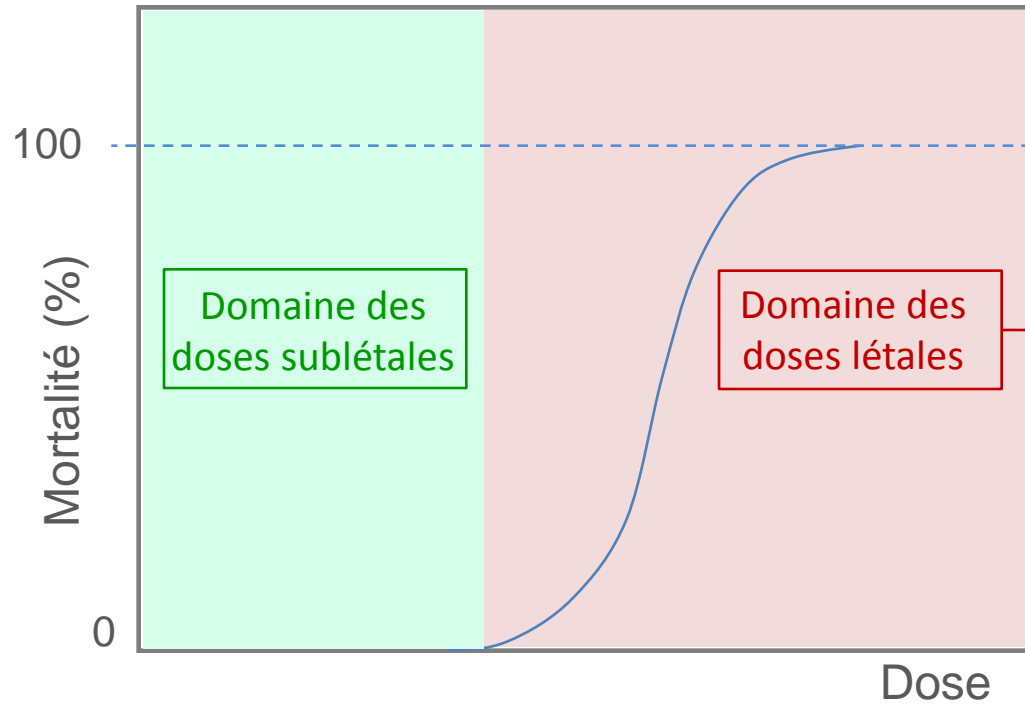 100
Mortalité (%)
Domaine des
doses sublétales
Domaine des
doses létales
0
Dose